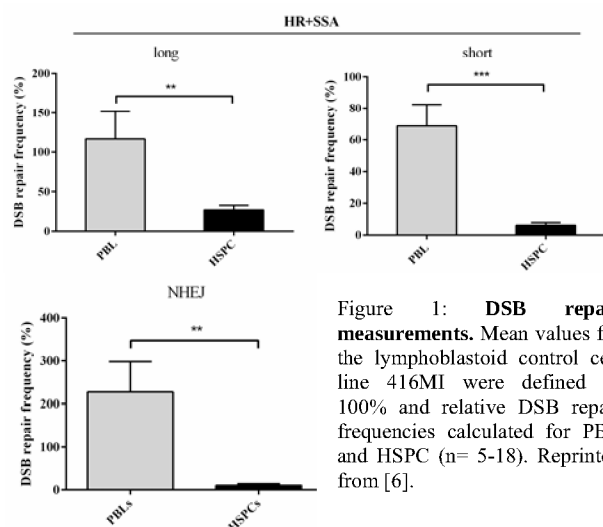 HR+SSA
long
DSB repair frequency (%)
200
150
100
50
0
**
PBL
HSPC
short
DSB repair frequency (%)
100
80
60
40
20
0
***
PBL
HSPC
NHEJ
DSB repair frequency (%)
400
300
200
100
0
**
PBLs
HSPCs
Figure 1: DSB
measurements. Mean values
the lymphoblastoid control
line 416MI were defined
100% and relative DSB
frequencies calculated for
and HSPC (n= 5-18).
from [6].